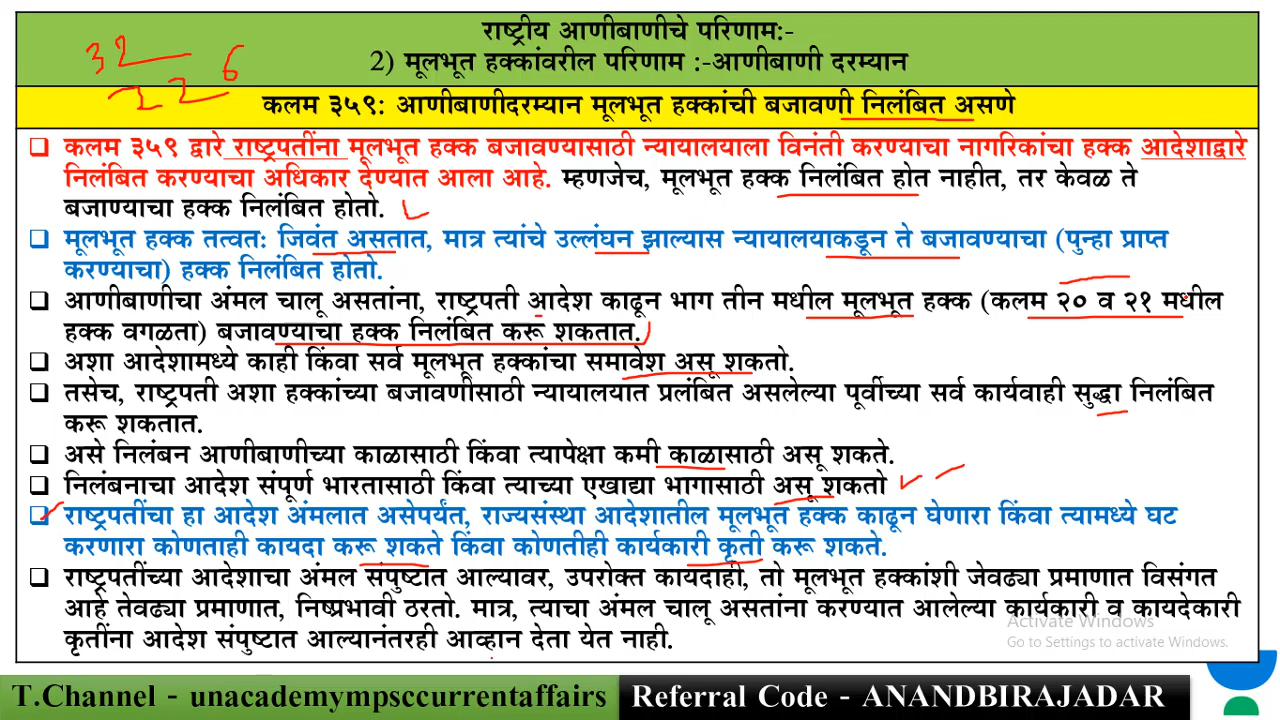 राष्ट्रीय आणीबाणीचे परिणाम:-
2) मूलभूत हक्कांवरील परिणाम :-आणीबाणी दरम्यान
32
226
कलम ३५९: आणीबाणीदरम्यान मूलभूत हक्कांची बजावणी निलंबित असणे
कलम ३५९ द्वारे राष्ट्रपतींना मूलभूत हक्क बजावण्यासाठी न्यायालयाला विनंती करण्याचा नागरिकांचा हक्क आदेशाद्वारे
निलंबित करण्याचा अधिकार देण्यात आला आहे. म्हणजेच, मूलभूत हक्क निलंबित होत नाहीत, तर केवळ ते
बजाण्याचा हक्क निलंबित होतो.
मूलभूत हक्क तत्वतः जिवंत असतात, मात्र त्यांचे उल्लंघन झाल्यास न्यायालयाकडून ते बजावण्याचा (पुन्हा प्राप्त
करण्याचा) हक्क निलंबित होतो.
आणीबाणीचा अंमल चालू असतांना, राष्ट्रपती आदेश काढून भाग तीन मधील मूलभूत हक्क (कलम २० व २१ मधील
हक्क वगळता) बजावण्याचा हक्क निलंबित करू शकतात.
अशा आदेशामध्ये काही किंवा सर्व मूलभूत हक्कांचा समावेश असू शकतो.
तसेच, राष्ट्रपती अशा हक्कांच्या बजावणीसाठी न्यायालयात प्रलंबित असलेल्या पूर्वीच्या सर्व कार्यवाही सुद्धा निलंबित
करू शकतात.
असे निलंबन आणीबाणीच्या काळासाठी किंवा त्यापेक्षा कमी काळासाठी असू शकते.
निलंबनाचा आदेश संपूर्ण भारतासाठी किंवा त्याच्या एखाद्या भागासाठी असू शकतो
राष्ट्रपतींचा हा आदेश अंमलात असेपर्यंत, राज्यसंस्था आदेशातील मूलभूत हक्क काढून घेणारा किंवा त्यामध्ये घट
करणारा कोणताही कायदा करू शकते किंवा कोणतीही कार्यकारी कृती करू शकते.
राष्ट्रपतींच्या आदेशाचा अंमल संपुष्टात आल्यावर, उपरोक्त कायदाही, तो मूलभूत हक्कांशी जेवढ्या प्रमाणात विसंगत
आहे तेवढ्या प्रमाणात, निष्प्रभावी ठरतो. मात्र, त्याचा अंमल चालू असतांना करण्यात आलेल्या कार्यकारी व कायदेकारी
कृतींना आदेश संपुष्टात आल्यानंतरही आव्हान देता येत नाही.
Activate Windows
Go to Settings to activate Windows.
T.Channel - unacademympsccurrentaffairs Referral Code - ANANDBIRAJADAR